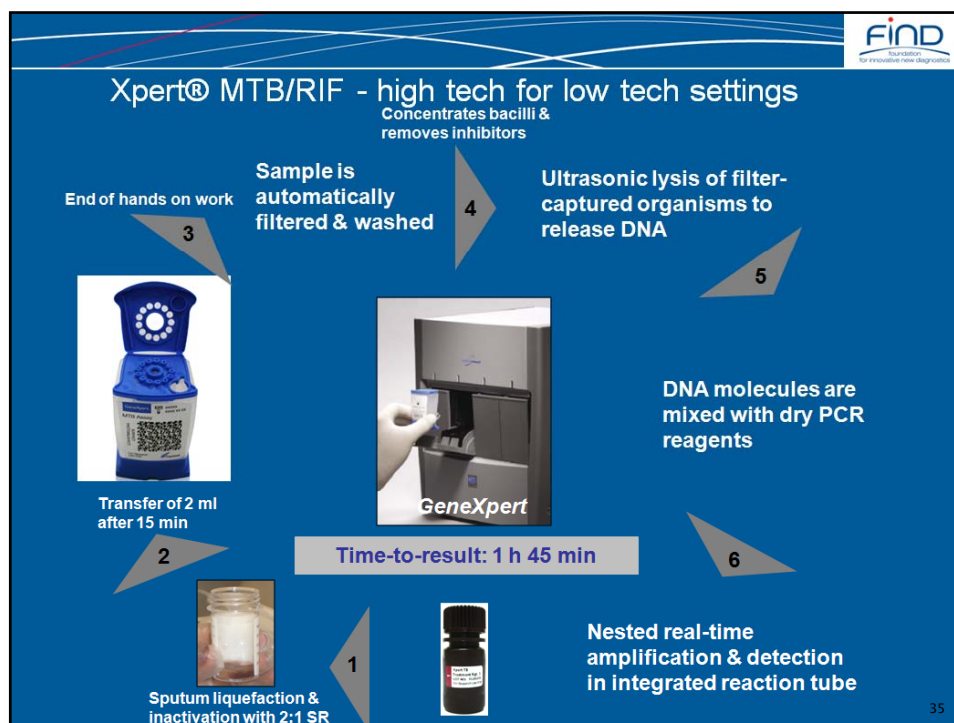 FIND
foundation
for innovative new diagnostics
Xpert® MTB/RIF - high tech for low tech settings
Concentrates bacilli &
removes inhibitors
End of hands on work
3
Sample is
automatically
filtered & washed
4
Ultrasonic lysis of filter-
captured organisms to
release DNA
5
MTB Assay
DNA molecules are
mixed with dry PCR
reagents
GeneXpert
Transfer of 2 ml
after 15 min
2
Time-to-result: 1 h 45 min
6
1
Nested real-time
amplification & detection
in integrated reaction tube
Sputum liquefaction &
inactivation with 2:1 SR
35